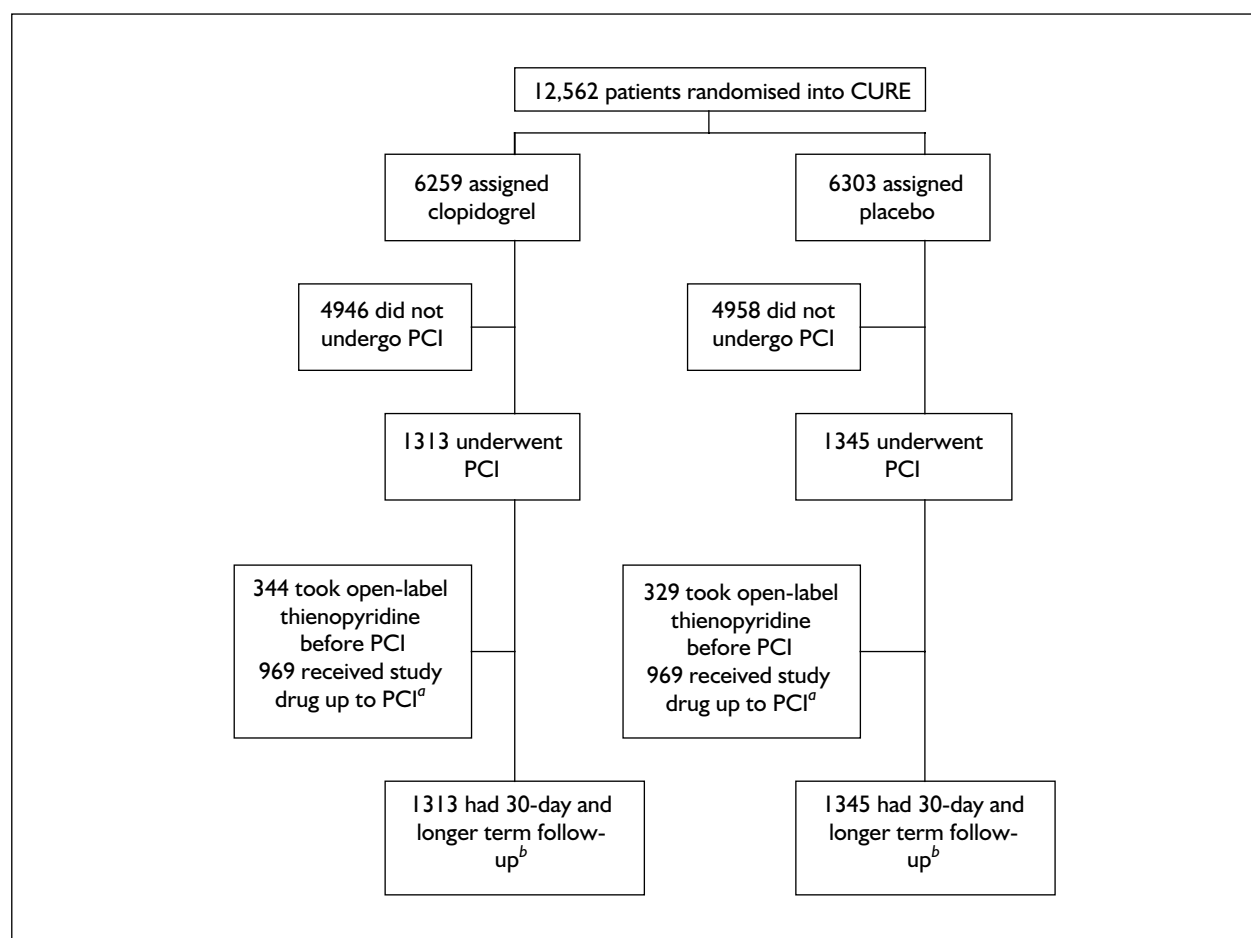 12,562 patients randomised into CURE
6259 assigned
clopidogrel
6303 assigned
placebo
4946 did not
undergo PCI
4958 did not
undergo PCI
1313 underwent
PCI
1345 underwent
PCI
344 took open-label
thienopyridine
before PCI
969 received study
drug up to PCIᵃ
329 took open-label
thienopyridine
before PCI
969 received study
drug up to PCIᵃ
1313 had 30-day and
longer term follow-
upᵇ
1345 had 30-day and
longer term follow-
upᵇ